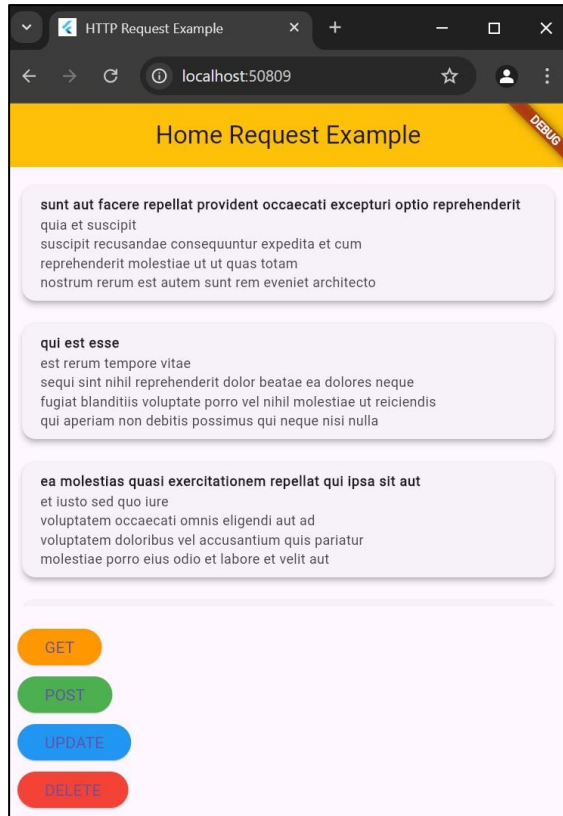 HTTP Request Example
localhost:50809
Home Request Example
DEBUG
sunt aut facere repellat provident occaecati excepturi optio reprehenderit
quia et suscipit
suscipit recusandae consequuntur expedita et cum
reprehenderit molestiae ut ut quas totam
nostrum rerum est autem sunt rem eveniet architecto
qui est esse
est rerum tempore vitae
sequi sint nihil reprehenderit dolor beatae ea dolores neque
fugiat blanditiis voluptate porro vel nihil molestiae ut reiciendis
qui aperiam non debitis possimus qui neque nisi nulla
ea molestias quasi exercitationem repellat qui ipsa sit aut
et iusto sed quo iure
voluptatem occaecati omnis eligendi aut ad
voluptatem doloribus vel accusantium quis pariatur
molestiae porro eius odio et labore et velit aut
GET
POST
UPDATE
DELETE